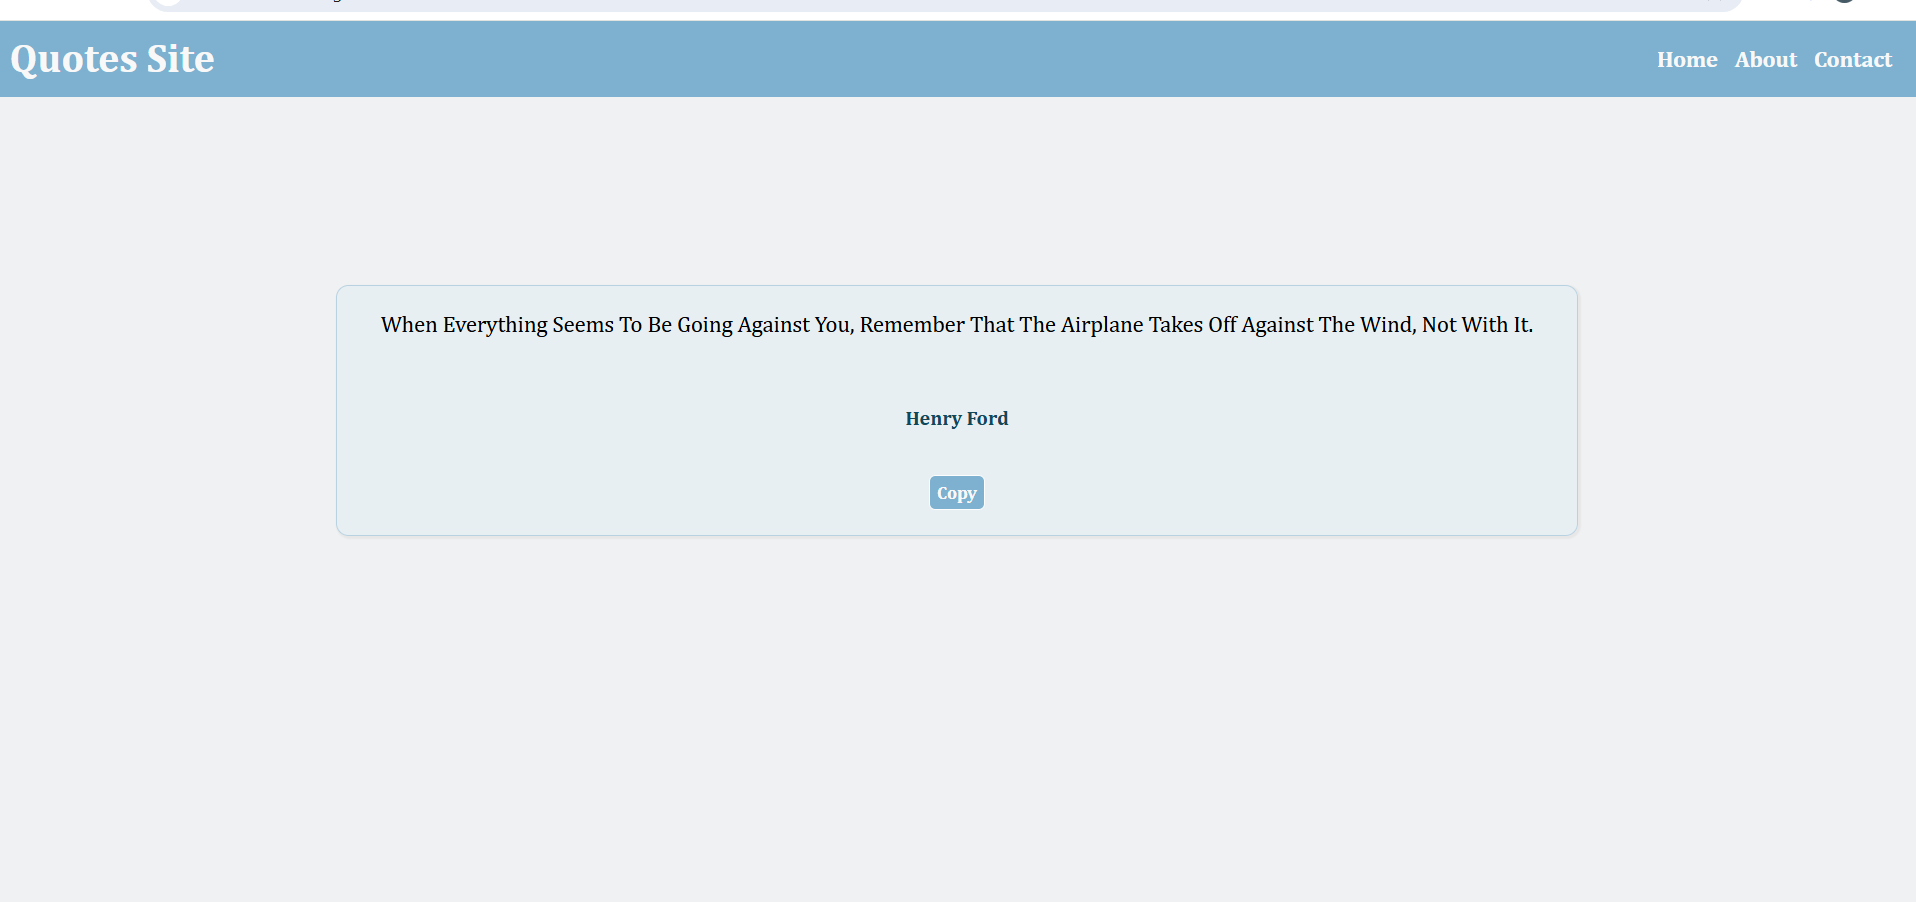 Quotes Site
Home About Contact
When Everything Seems To Be Going Against You, Remember That The Airplane Takes Off Against The Wind, Not With It.
Henry Ford
Copy